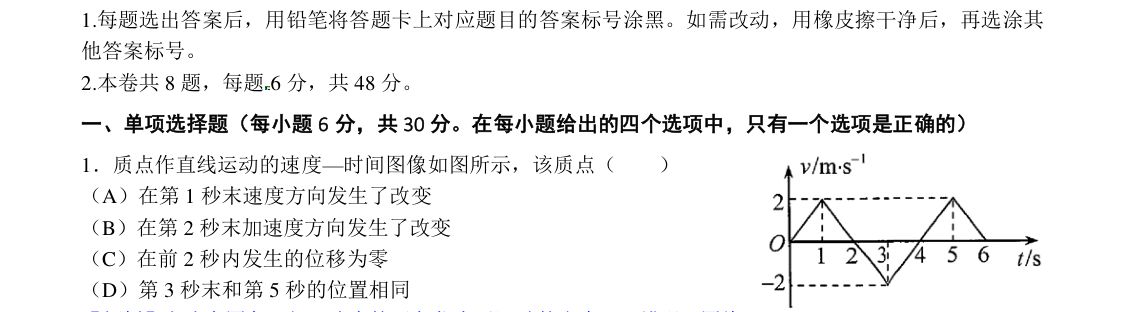 1.每题选出答案后，用铅笔将答题卡上对应题目的答案标号涂黑。如需改动，用橡皮擦干净后，再选涂其
他答案标号。
2.本卷共 8 题，每题 6 分，共 48 分。
一、单项选择题（每小题 6 分，共 30 分。在每小题给出的四个选项中，只有一个选项是正确的）
1．质点作直线运动的速度—时间图像如图所示，该质点（　　）
（A）在第 1 秒末速度方向发生了改变
（B）在第 2 秒末加速度方向发生了改变
（C）在前 2 秒内发生的位移为零
（D）第 3 秒末和第 5 秒的位置相同
v/m·s⁻¹
2
O 1 2 3 4 5 6 t/s
−2